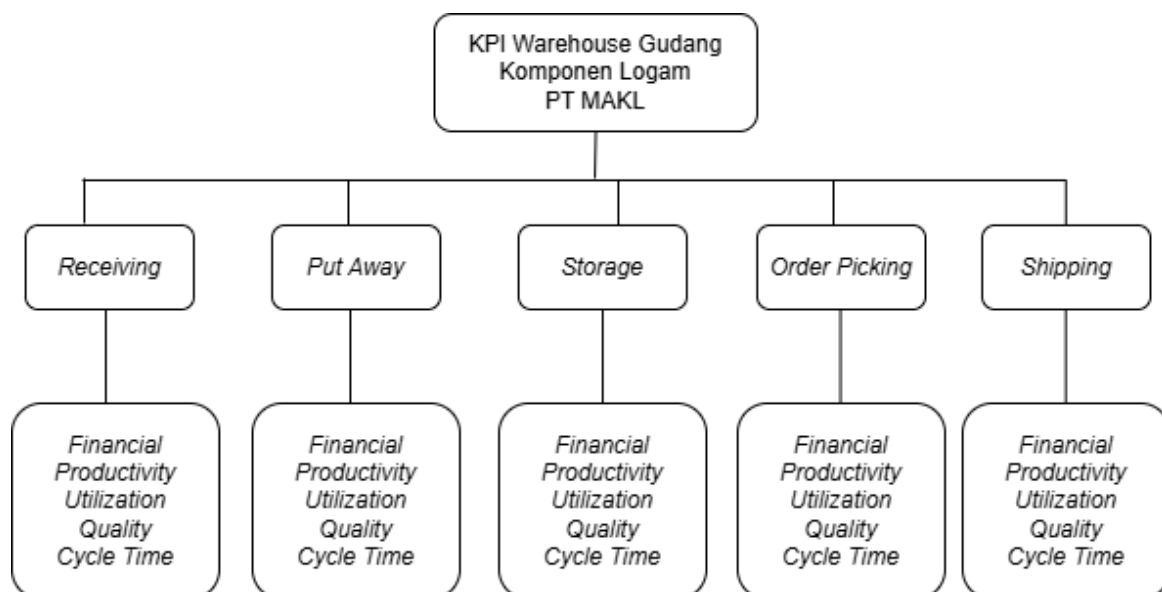 KPI Warehouse Gudang
Komponen Logam
PT MAKL
Receiving
Put Away
Storage
Order Picking
Shipping
Financial
Productivity
Utilization
Quality
Cycle Time
Financial
Productivity
Utilization
Quality
Cycle Time
Financial
Productivity
Utilization
Quality
Cycle Time
Financial
Productivity
Utilization
Quality
Cycle Time
Financial
Productivity
Utilization
Quality
Cycle Time